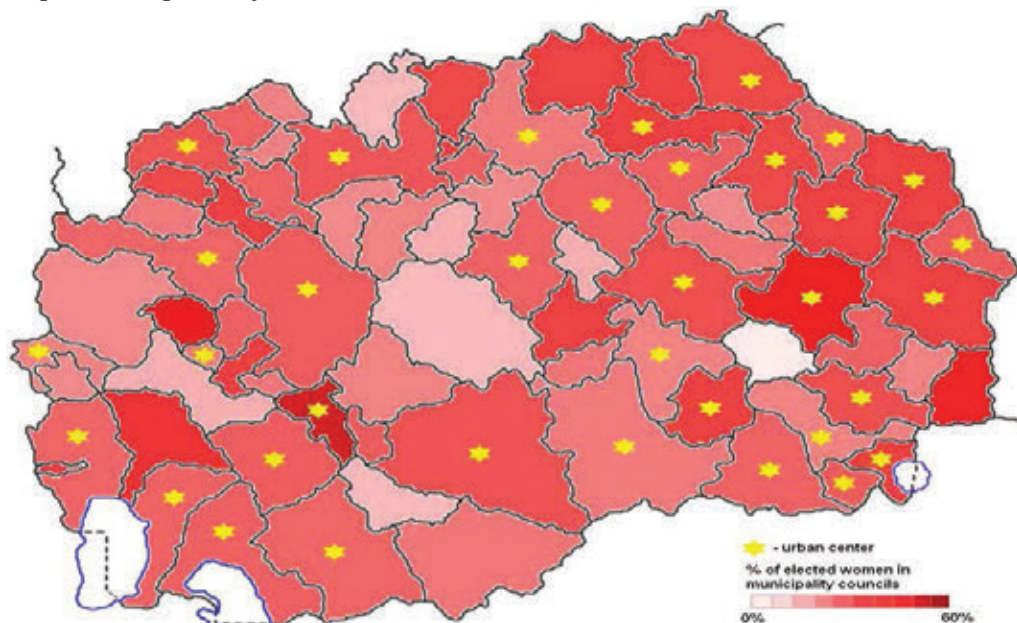 - urban center
% of elected women in
municipality councils
0% 60%